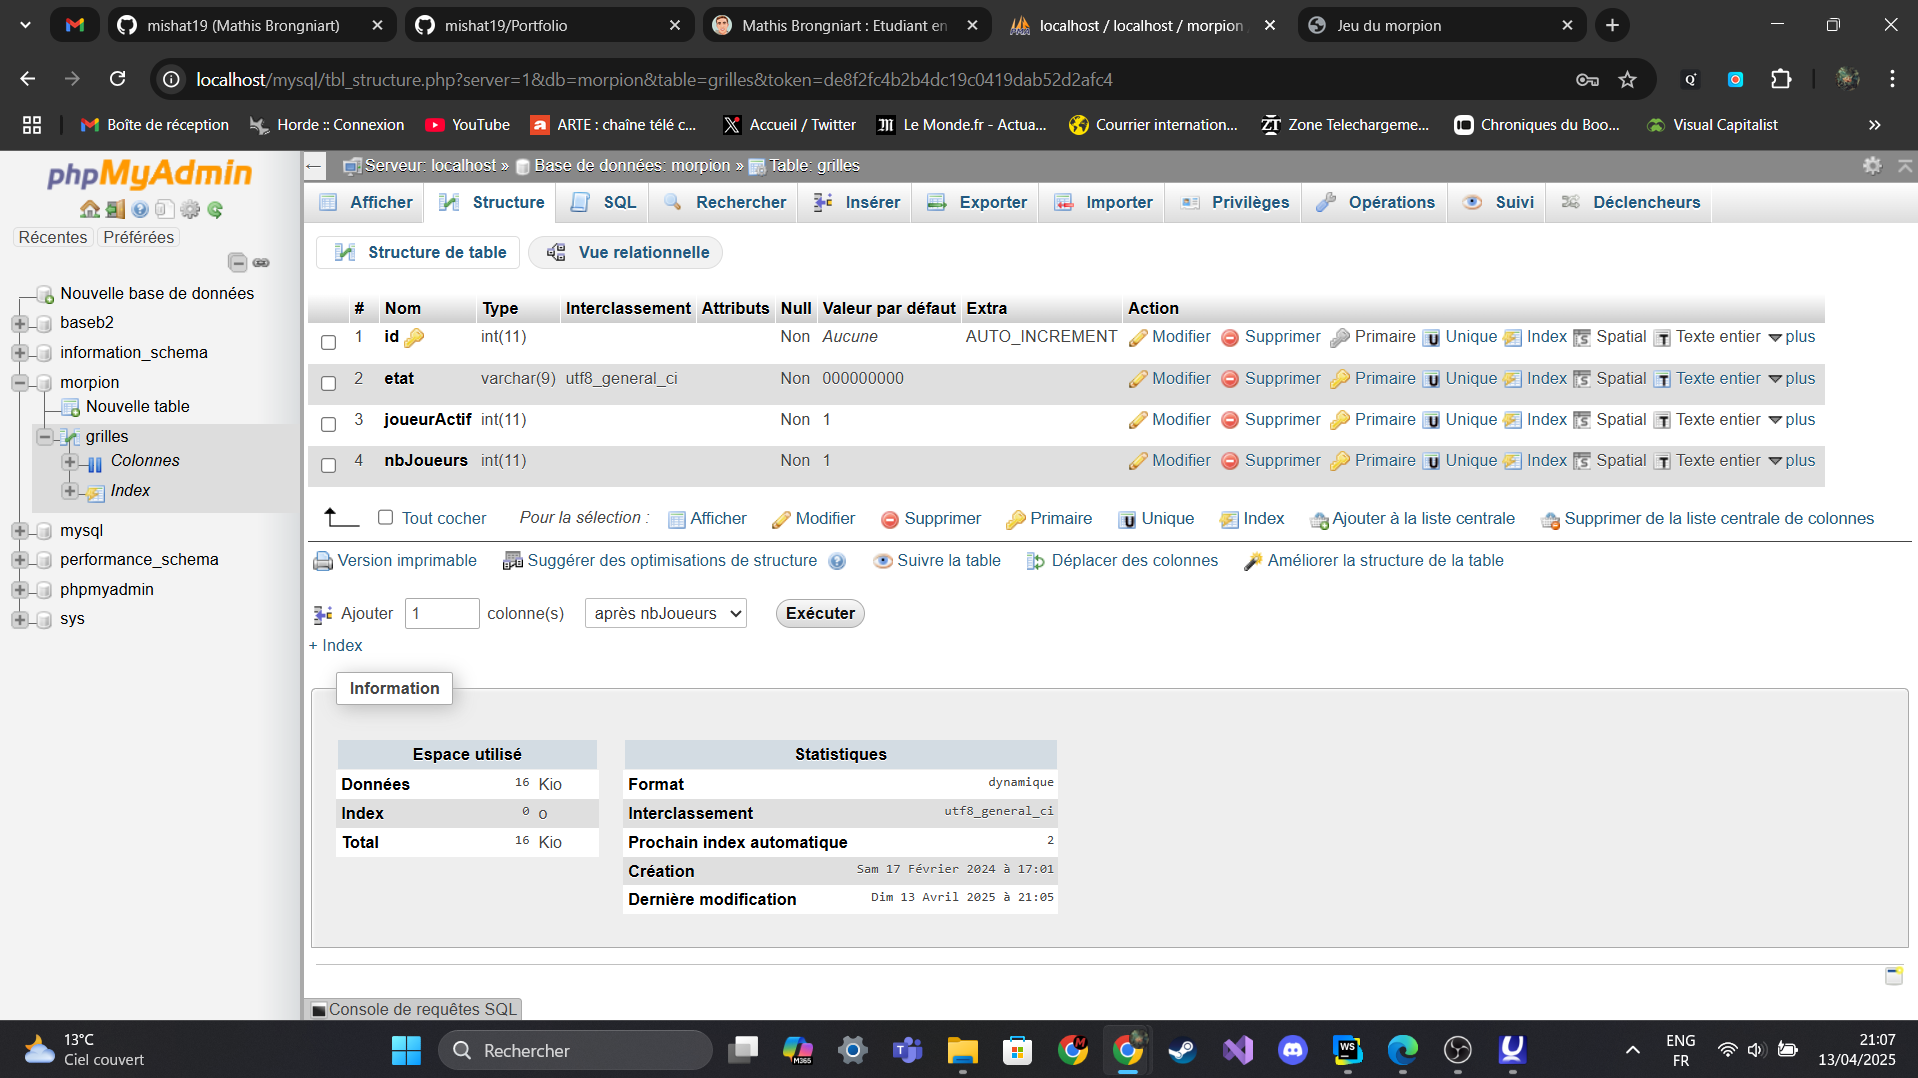 mishat19 (Mathis Brongniart)
mishat19/Portfolio
Mathis Brongniart : Etudiant en
localhost / localhost / morpion
Jeu du morpion
localhost/mysql/tbl_structure.php?server=1&db=morpion&table=grilles&token=de8f2fc4b2b4dc19c0419dab52d2afc4
Boîte de réception
Horde :: Connexion
YouTube
ARTE : chaîne télé c...
Accueil / Twitter
Le Monde.fr - Actua...
Courrier internation...
Zone Telechargeme...
Chroniques du Boo...
Visual Capitalist
phpMyAdmin
Récentes Préférées
Nouvelle base de données
baseb2
information_schema
morpion
Nouvelle table
grilles
Colonnes
Index
mysql
performance_schema
phpmyadmin
sys
Serveur: localhost » Base de données: morpion » Table: grilles
Afficher Structure SQL Rechercher Insérer Exporter Importer Privilèges Opérations Suivi Déclencheurs
Structure de table Vue relationnelle
# Nom Type Interclassement Attributs Null Valeur par défaut Extra Action
1 id int(11) Non Aucune AUTO_INCREMENT Modifier Supprimer Primaire Unique Index Spatial Texte entier plus
2 etat varchar(9) utf8_general_ci Non 000000000 Modifier Supprimer Primaire Unique Index Spatial Texte entier plus
3 joueurActif int(11) Non 1 Modifier Supprimer Primaire Unique Index Spatial Texte entier plus
4 nbJoueurs int(11) Non 1 Modifier Supprimer Primaire Unique Index Spatial Texte entier plus
Tout cocher Pour la sélection : Afficher Modifier Supprimer Primaire Unique Index Ajouter à la liste centrale Supprimer de la liste centrale de colonnes
Version imprimable Suggérer des optimisations de structure Suivre la table Déplacer des colonnes Améliorer la structure de la table
Ajouter 1 colonne(s) après nbJoueurs Exécuter
+ Index
Information
Espace utilisé
Données 16 Kio
Index 0 o
Total 16 Kio
Statistiques
Format dynamique
Interclassement utf8_general_ci
Prochain index automatique 2
Création Sam 17 Février 2024 à 17:01
Dernière modification Dim 13 Avril 2025 à 21:05
Console de requêtes SQL
13°C
Ciel couvert
Rechercher
ENG
FR
21:07
13/04/2025